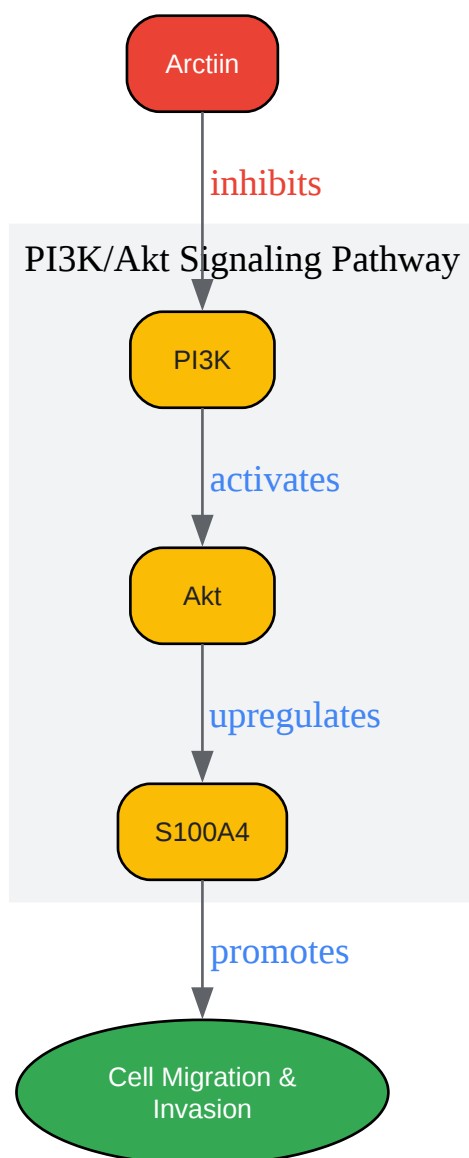 Arctiin
inhibits
PI3K/Akt Signaling Pathway
PI3K
activates
Akt
upregulates
S100A4
promotes
Cell Migration &
Invasion